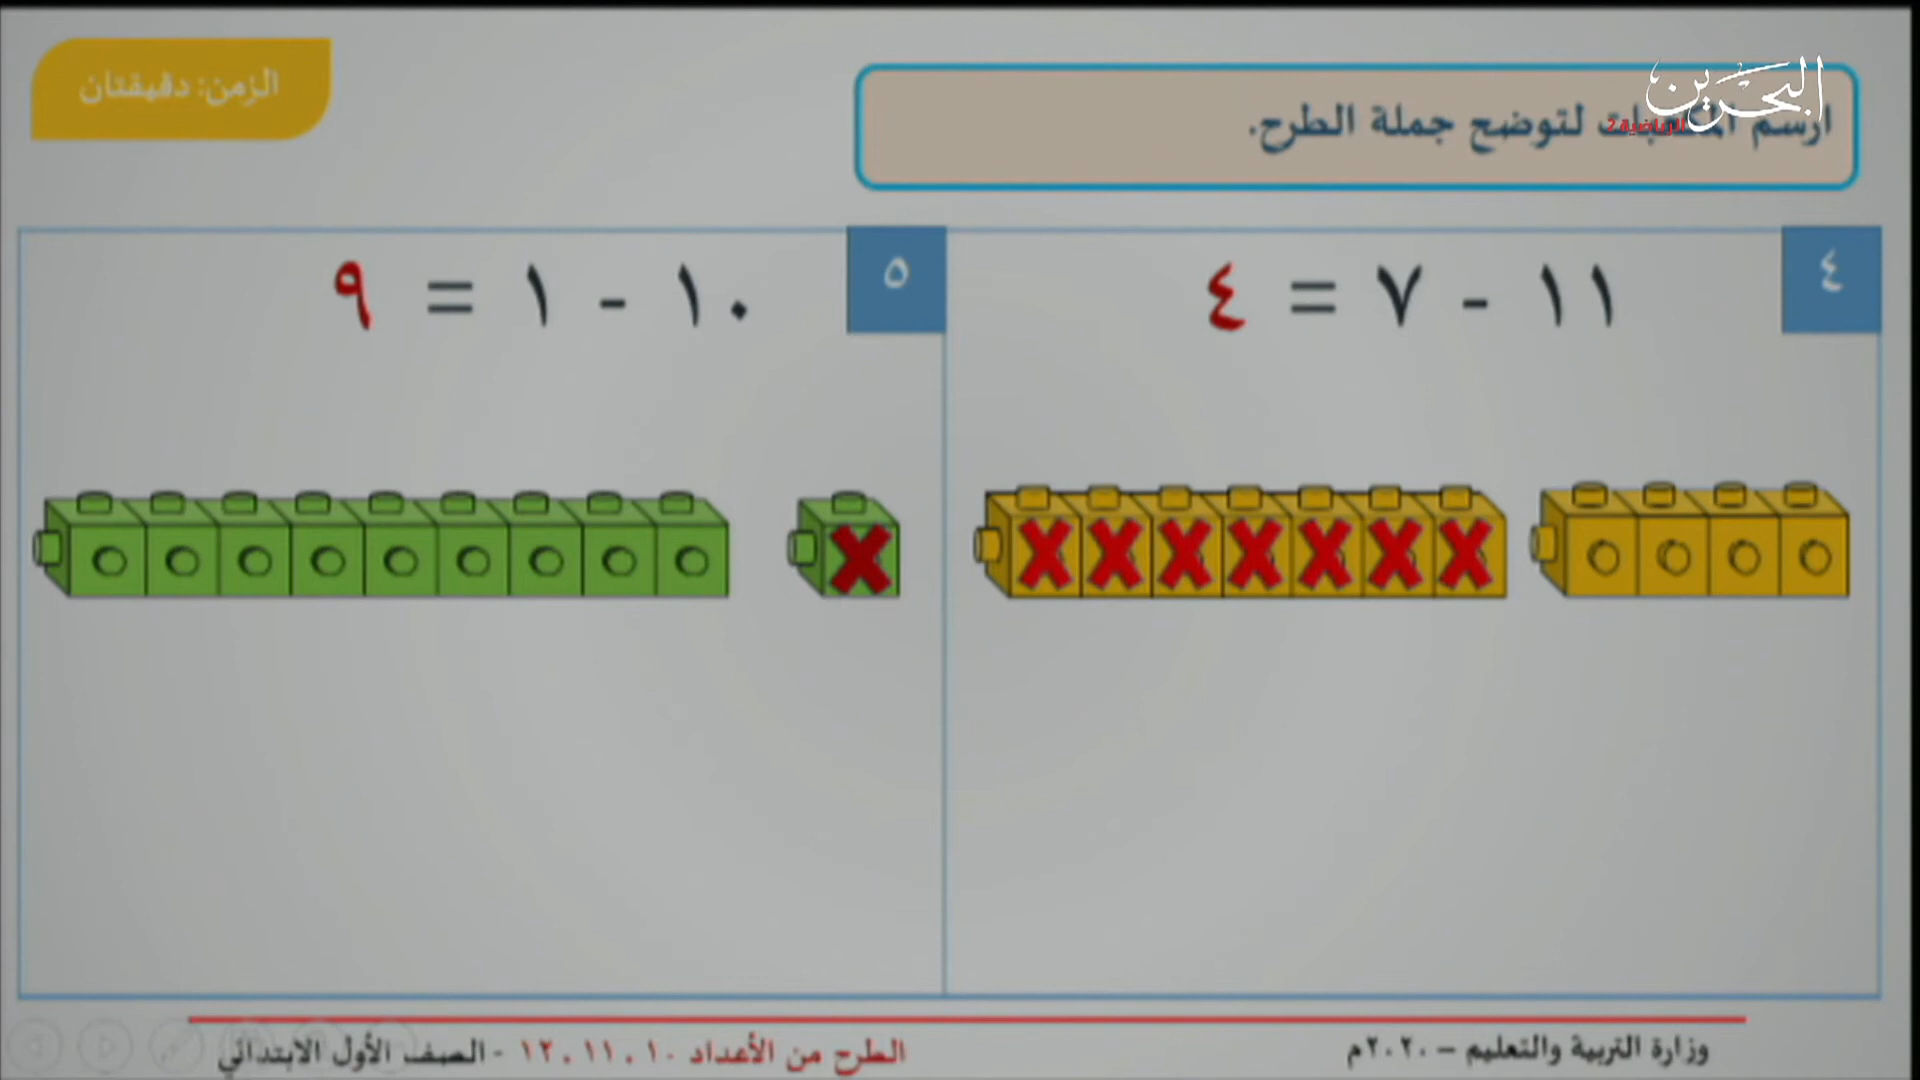 البحرين
الرياضية 2
ارسم المكعبات لتوضح جملة الطرح.
الزمن: دقيقتان
٤
١١ - ٧ = ٤
٥
١٠ - ١ = ٩
وزارة التربية والتعليم – ٢٠٢٠م
الطرح من الأعداد ١٠ ، ١١ ، ١٢ - الصف الأول الابتدائي